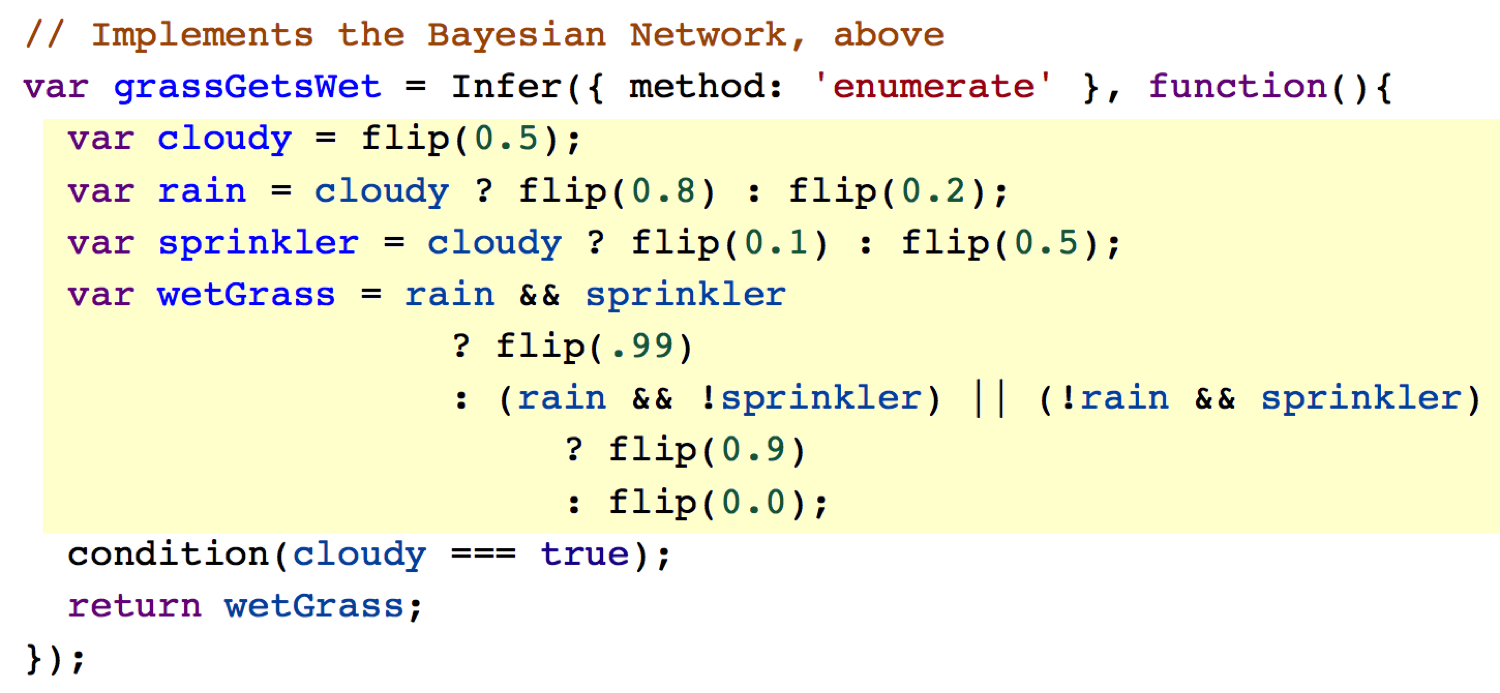 // Implements the Bayesian Network, above
var grassGetsWet = Infer({ method: 'enumerate' }, function(){
var cloudy = flip(0.5);
var rain = cloudy ? flip(0.8) : flip(0.2);
var sprinkler = cloudy ? flip(0.1) : flip(0.5);
var wetGrass = rain && sprinkler
? flip(.99)
: (rain && !sprinkler) || (!rain && sprinkler)
? flip(0.9)
: flip(0.0);
condition(cloudy === true);
return wetGrass;
});